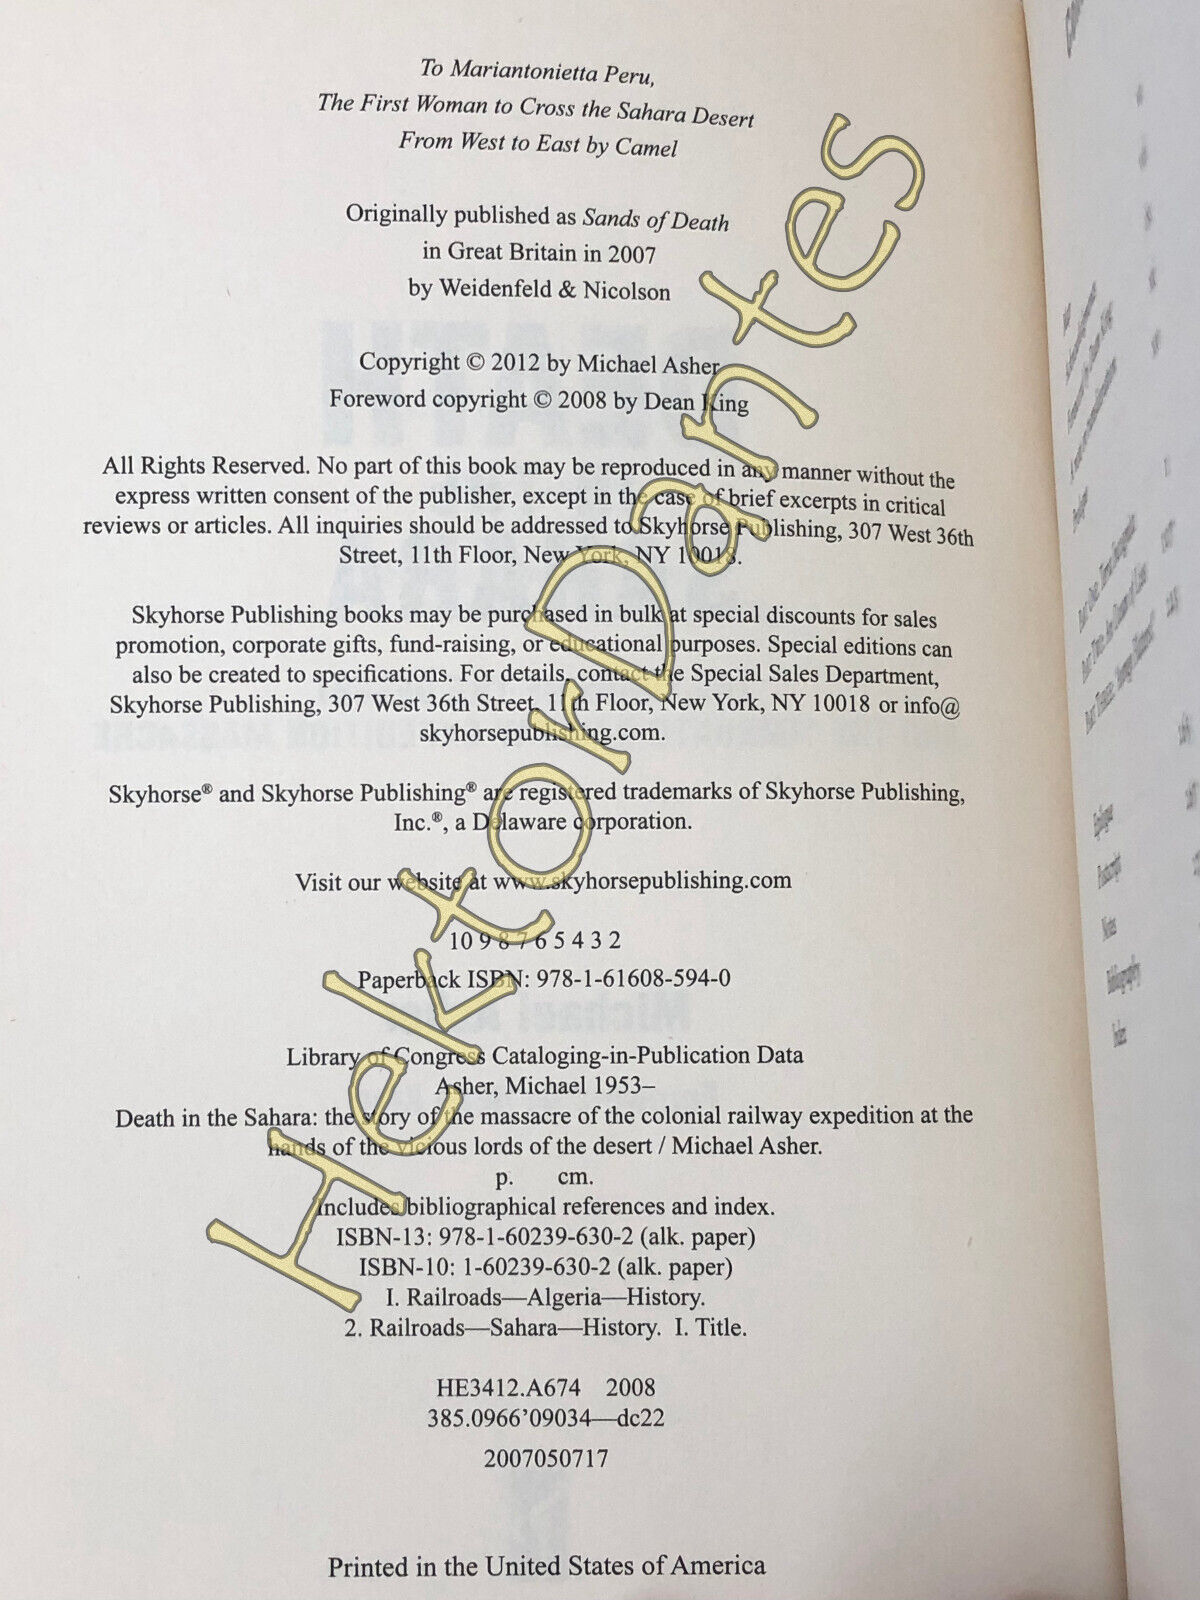 To Mariantonietta Peru,
The First Woman to Cross the Sahara Desert
From West to East by Camel
Originally published as Sands of Death
in Great Britain in 2007
by Weidenfeld & Nicolson
Copyright © 2012 by Michael Asher
Foreword copyright © 2008 by Dean King
All Rights Reserved. No part of this book may be reproduced in any manner without the
express written consent of the publisher, except in the case of brief excerpts in critical
reviews or articles. All inquiries should be addressed to Skyhorse Publishing, 307 West 36th
Street, 11th Floor, New York, NY 10018.
Skyhorse Publishing books may be purchased in bulk at special discounts for sales
promotion, corporate gifts, fund-raising, or educational purposes. Special editions can
also be created to specifications. For details, contact the Special Sales Department,
Skyhorse Publishing, 307 West 36th Street, 11th Floor, New York, NY 10018 or info@
skyhorsepublishing.com.
Skyhorse® and Skyhorse Publishing® are registered trademarks of Skyhorse Publishing,
Inc.®, a Delaware corporation.
Visit our website at www.skyhorsepublishing.com
10 9 8 7 6 5 4 3 2
Paperback ISBN: 978-1-61608-594-0
Library of Congress Cataloging-in-Publication Data
Asher, Michael 1953–
Death in the Sahara: the story of the massacre of the colonial railway expedition at the
hands of the vicious lords of the desert / Michael Asher.
p. cm.
Includes bibliographical references and index.
ISBN-13: 978-1-60239-630-2 (alk. paper)
ISBN-10: 1-60239-630-2 (alk. paper)
I. Railroads—Algeria—History.
2. Railroads—Sahara—History. I. Title.
HE3412.A674 2008
385.0966’09034—dc22
2007050717
Printed in the United States of America
HektorDantes
Epilogue
Postscript
Notes
Bibliography
Index